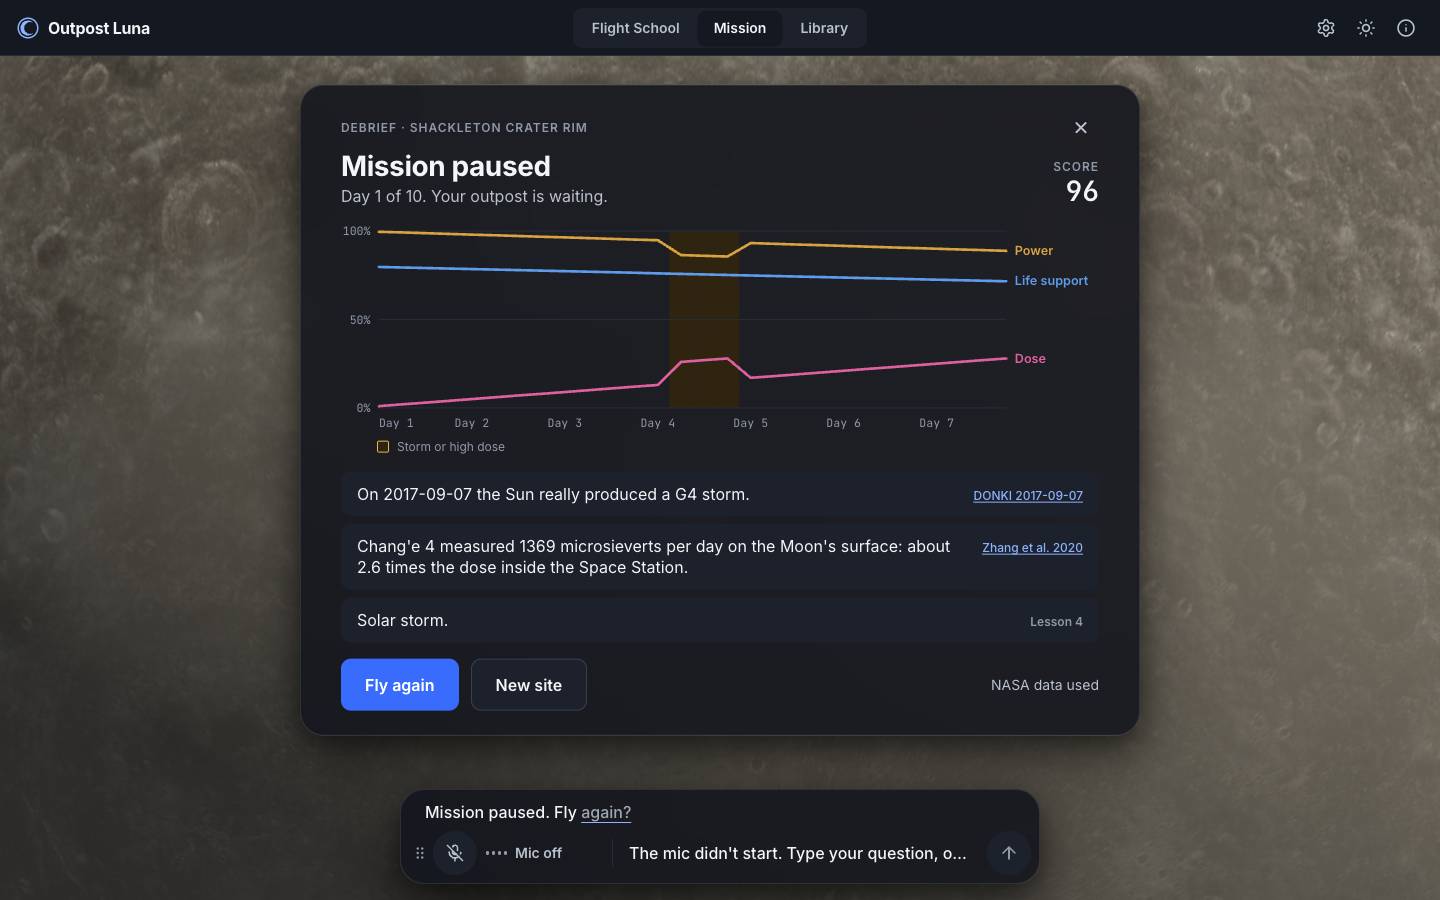 Outpost Luna
Flight School
Mission
Library
DEBRIEF · SHACKLETON CRATER RIM
Mission paused
Day 1 of 10. Your outpost is waiting.
SCORE
96
100%
50%
0%
Power
Life support
Dose
Day 1 Day 2 Day 3 Day 4 Day 5 Day 6 Day 7
Storm or high dose
On 2017-09-07 the Sun really produced a G4 storm.
DONKI 2017-09-07
Chang'e 4 measured 1369 microsieverts per day on the Moon's surface: about
2.6 times the dose inside the Space Station.
Zhang et al. 2020
Solar storm.
Lesson 4
Fly again
New site
NASA data used
Mission paused. Fly again?
Mic off
The mic didn't start. Type your question, o...